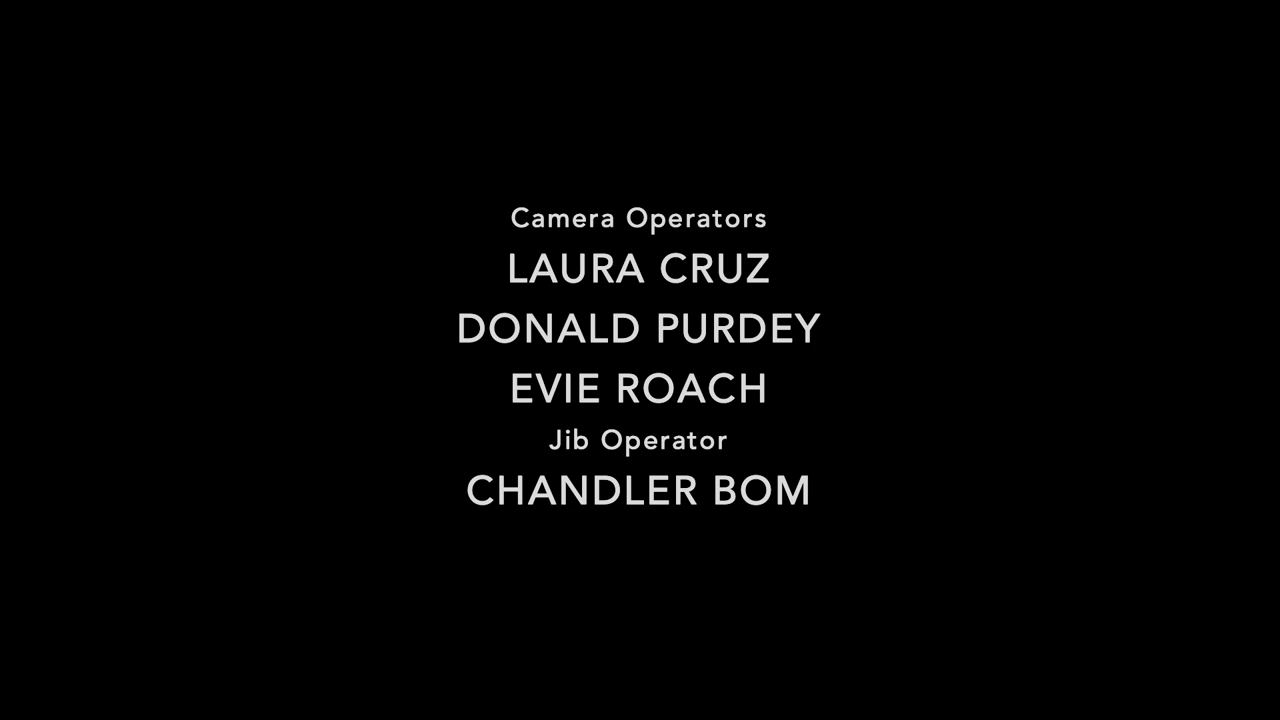 Camera Operators
LAURA CRUZ
DONALD PURDEY
EVIE ROACH
Jib Operator
CHANDLER BOM